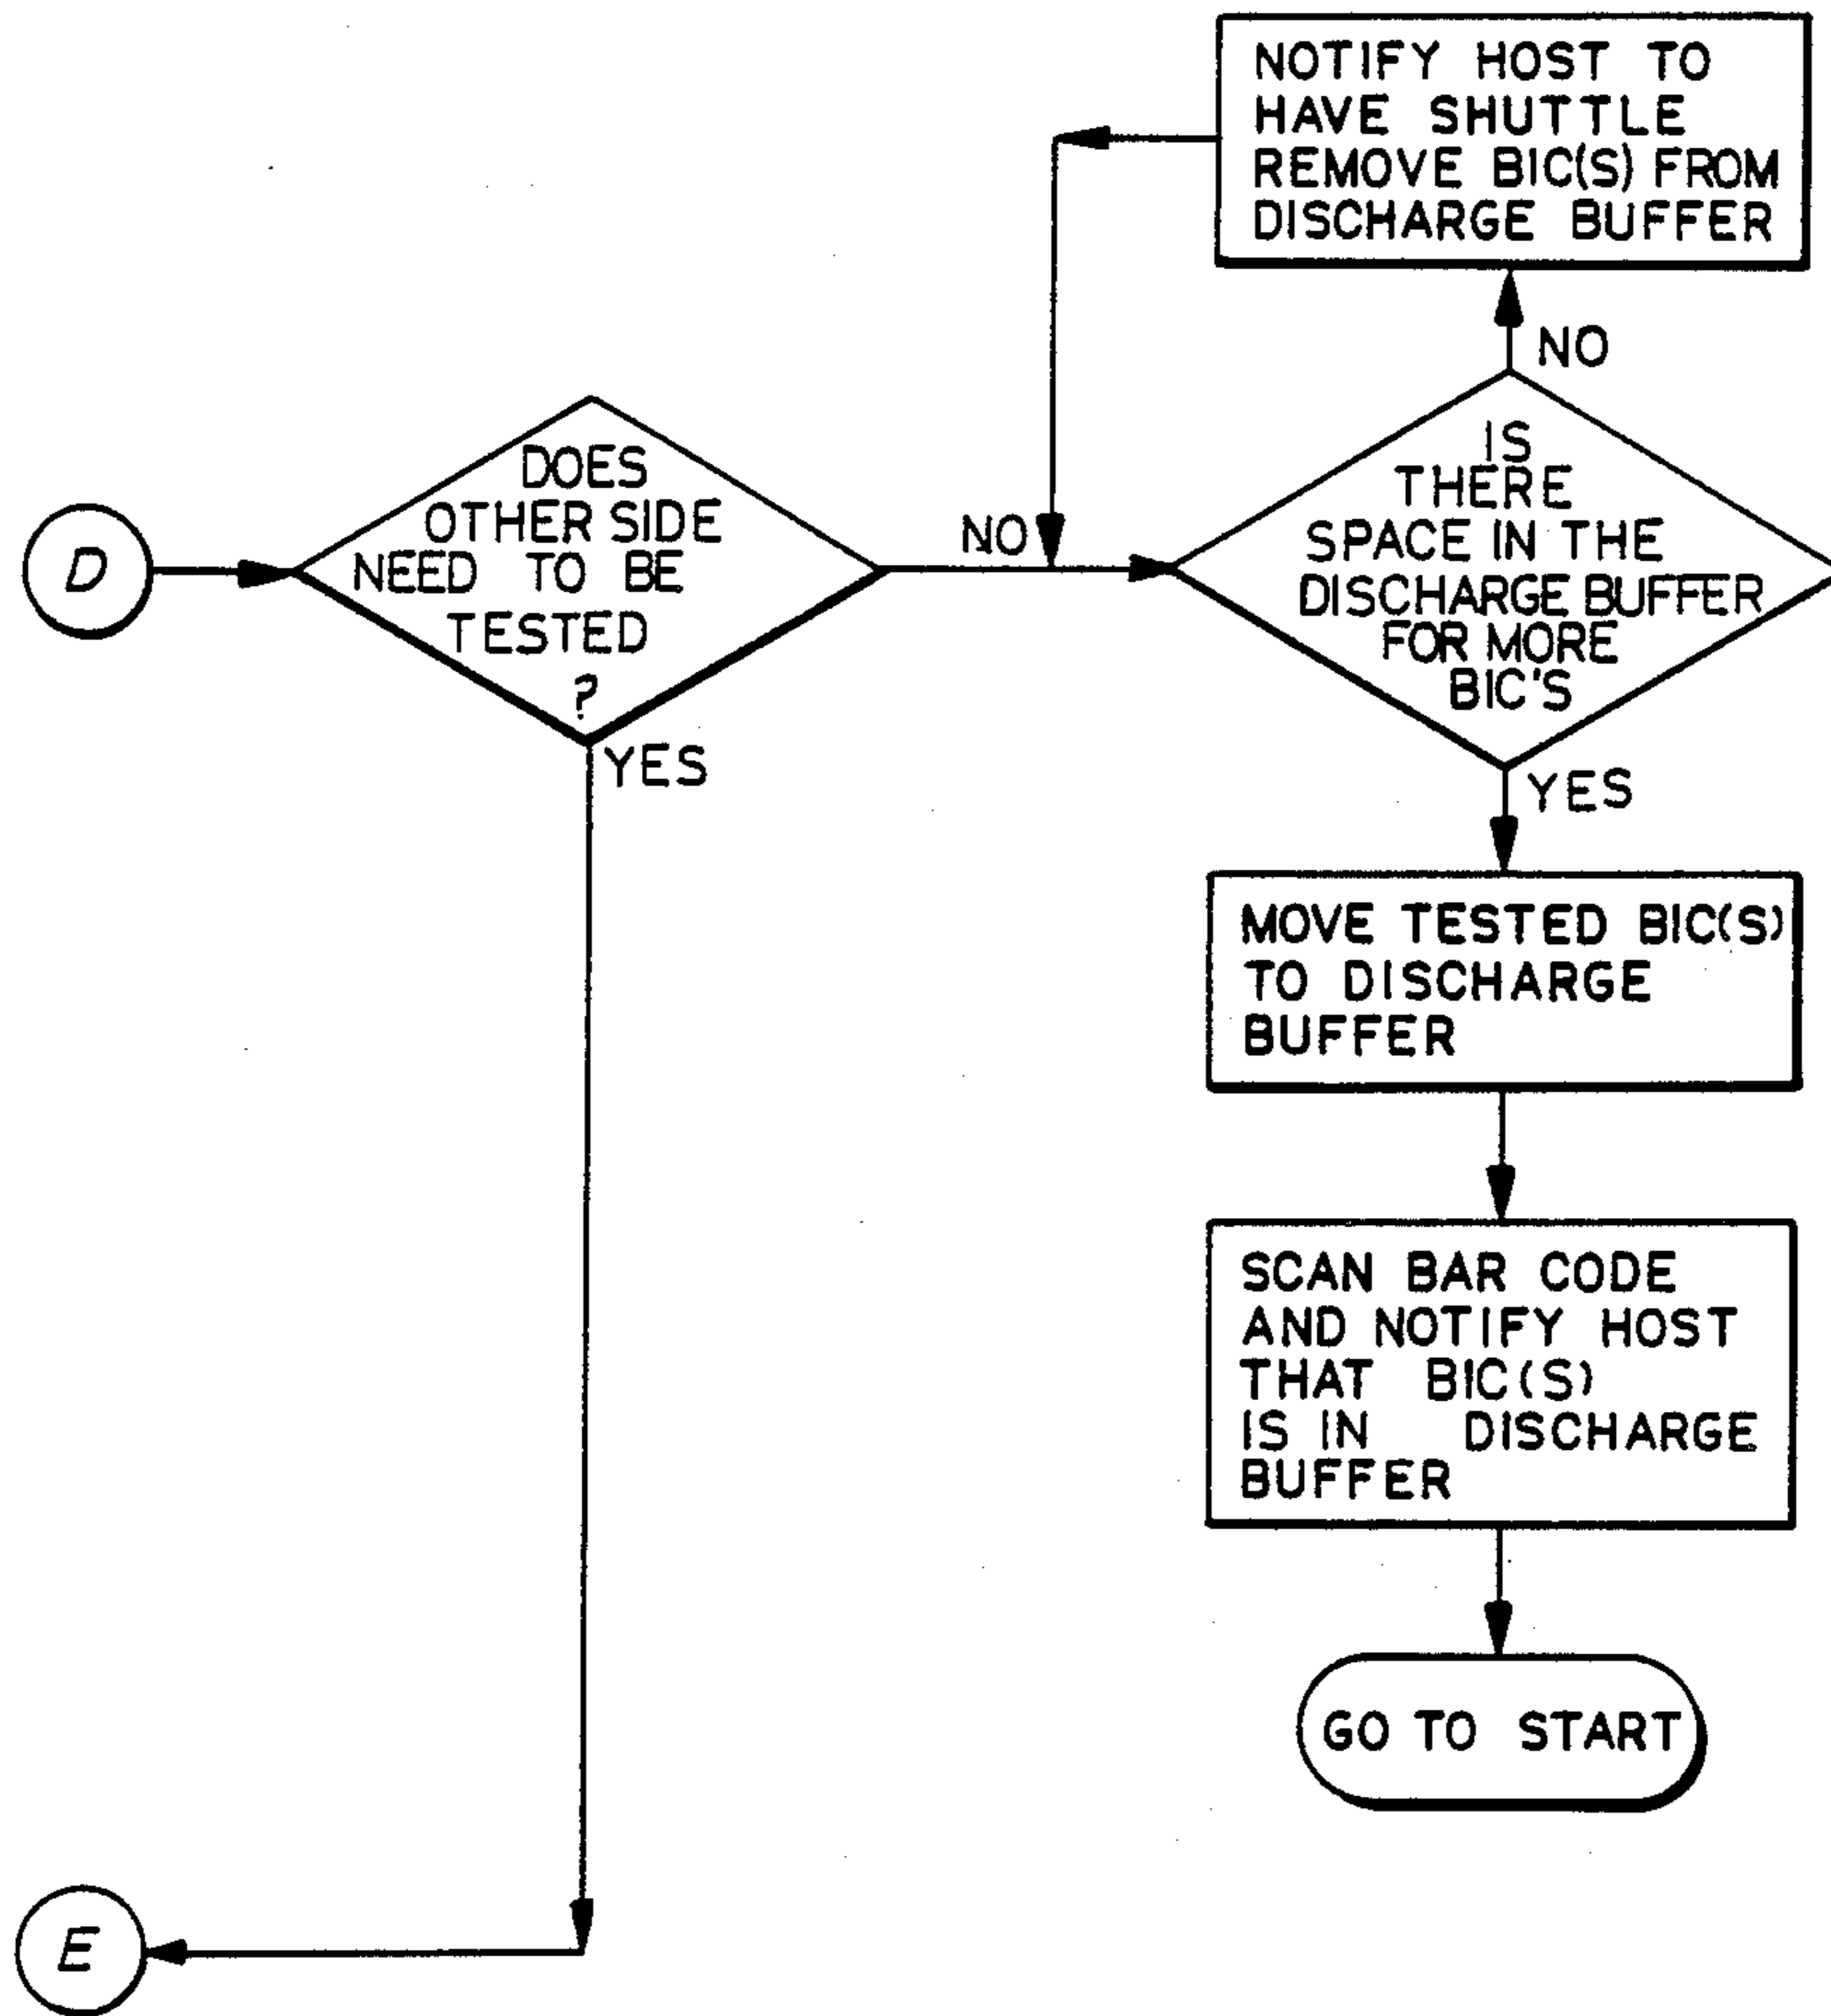 NOTIFY HOST TO
HAVE SHUTTLE
REMOVE BIC(S) FROM
DISCHARGE BUFFER
NO
D
DOES
OTHER SIDE
NEED TO BE
TESTED
?
NO
YES
IS
THERE
SPACE IN THE
DISCHARGE BUFFER
FOR MORE
BIC'S
YES
MOVE TESTED BIC(S)
TO DISCHARGE
BUFFER
SCAN BAR CODE
AND NOTIFY HOST
THAT BIC(S)
IS IN DISCHARGE
BUFFER
GO TO START
E